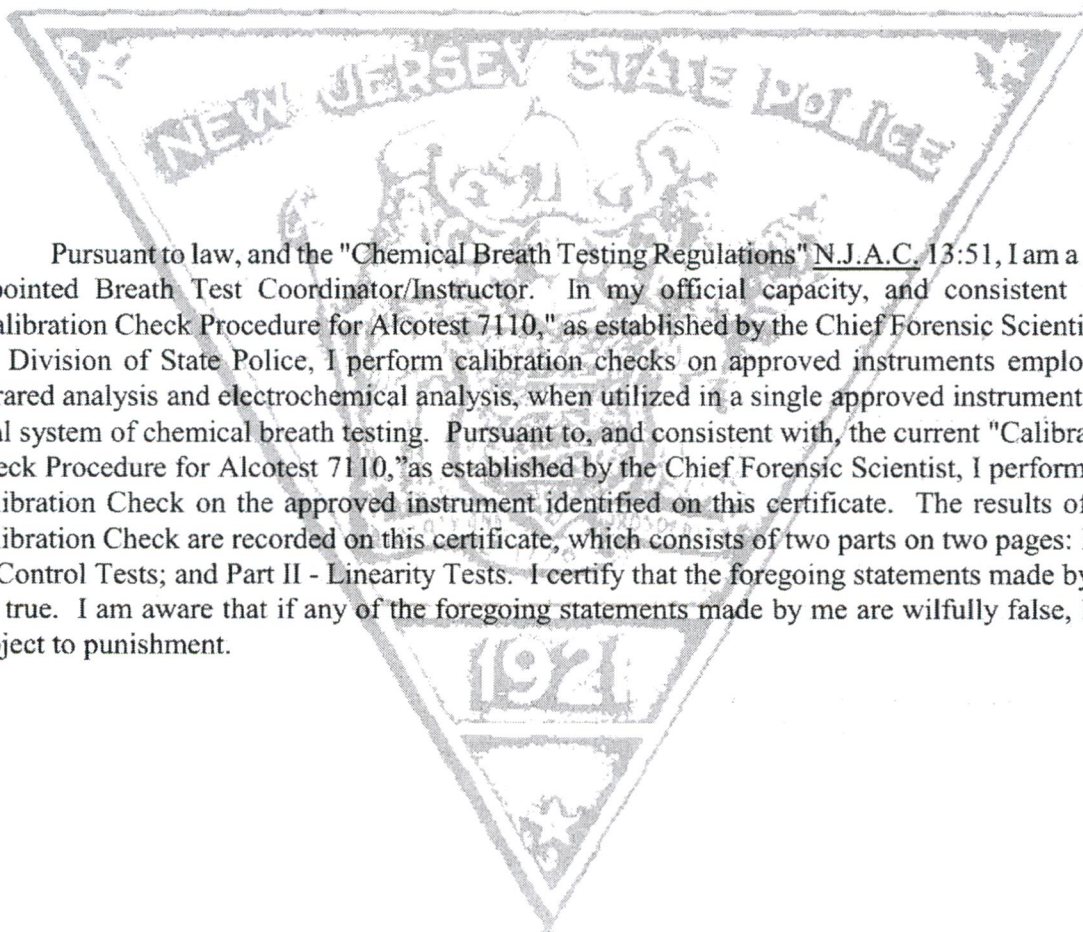 NEW JERSEY STATE POLICE
Pursuant to law, and the "Chemical Breath Testing Regulations" N.J.A.C. 13:51, I am a
pointed Breath Test Coordinator/Instructor. In my official capacity, and consistent
alibration Check Procedure for Alcotest 7110," as established by the Chief Forensic Scienti
Division of State Police, I perform calibration checks on approved instruments emplo
rared analysis and electrochemical analysis, when utilized in a single approved instrument
al system of chemical breath testing. Pursuant to, and consistent with, the current "Calibra
eck Procedure for Alcotest 7110,”as established by the Chief Forensic Scientist, I perform
libration Check on the approved instrument identified on this certificate. The results of
libration Check are recorded on this certificate, which consists of two parts on two pages:
Control Tests; and Part II - Linearity Tests. I certify that the foregoing statements made by
true. I am aware that if any of the foregoing statements made by me are wilfully false,
ject to punishment.
1921